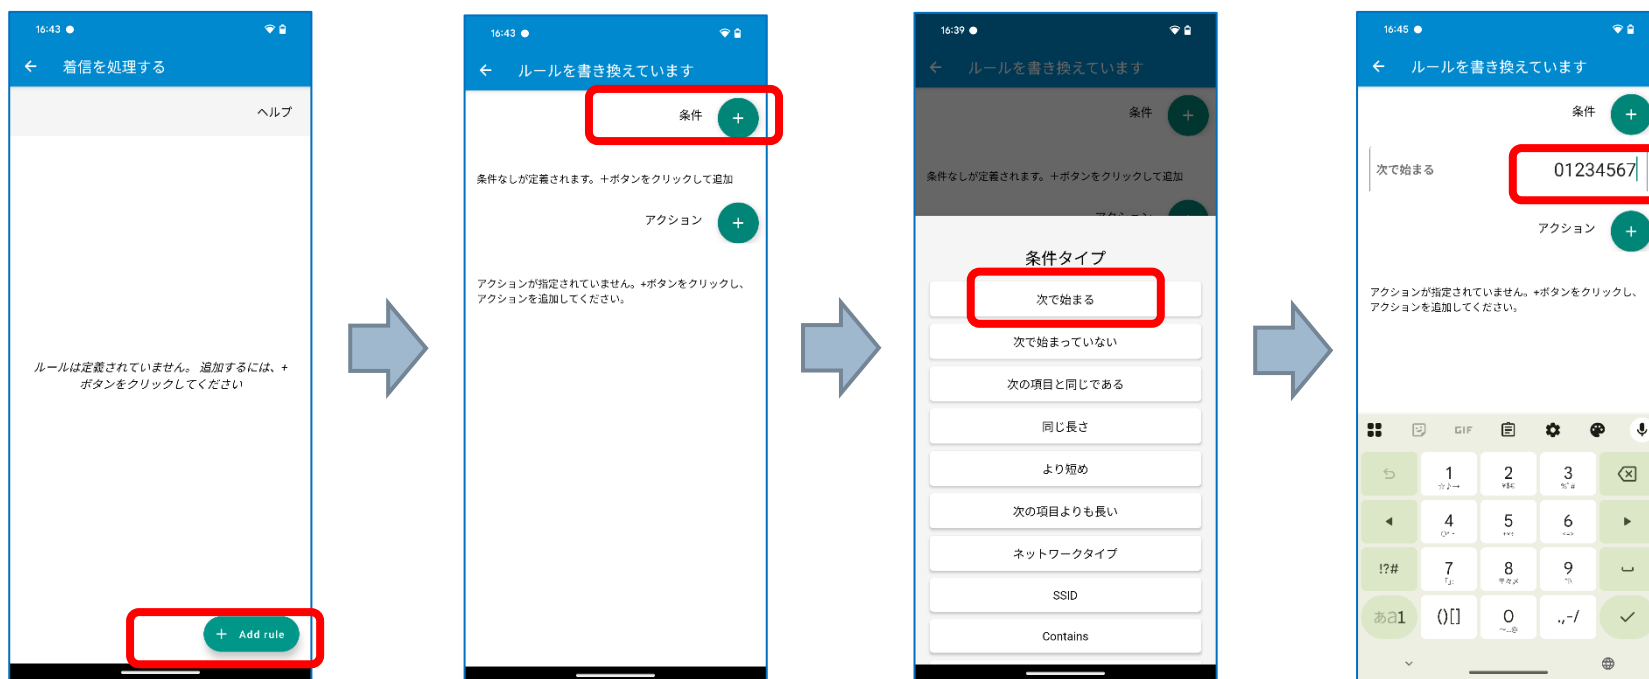 16:43
着信を処理する
ヘルプ
ルールは定義されていません。 追加するには、+
ボタンをクリックしてください
+ Add rule
16:43
ルールを書き換えています
条件
+
条件なしが定義されます。＋ボタンをクリックして追加
アクション
+
アクションが指定されていません。+ボタンをクリックし、
アクションを追加してください。
16:39
ルールを書き換えています
条件
+
条件なしが定義されます。＋ボタンをクリックして追加
アクション
条件タイプ
次で始まる
次で始まっていない
次の項目と同じである
同じ長さ
より短め
次の項目よりも長い
ネットワークタイプ
SSID
Contains
16:45
ルールを書き換えています
条件
+
次で始まる
01234567
アクション
+
アクションが指定されていません。+ボタンをクリックし、
アクションを追加してください。
GIF
1 2 3
☆♪→ ¥$€ %°#
4 5 6
+×÷ <=>
!?# 7 8 9
「」: 〒々〆
あa1 ()[] 0 .,-/